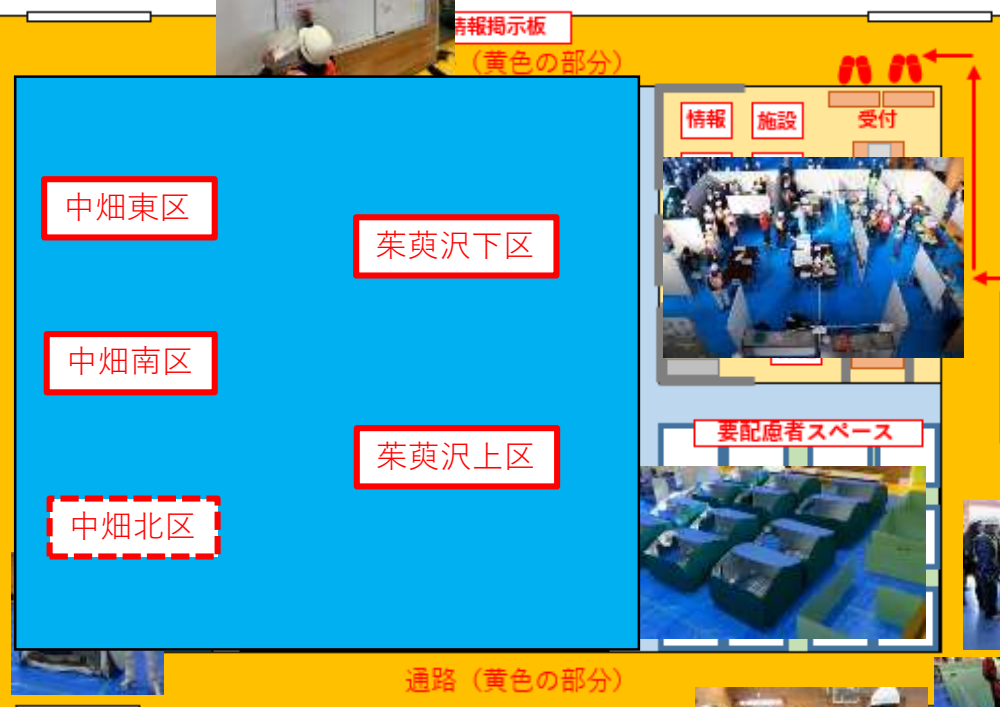 情報掲示板
（黄色の部分）
情報
施設
受付
中畑東区
茱萸沢下区
中畑南区
要配慮者スペース
茱萸沢上区
中畑北区
通路（黄色の部分）